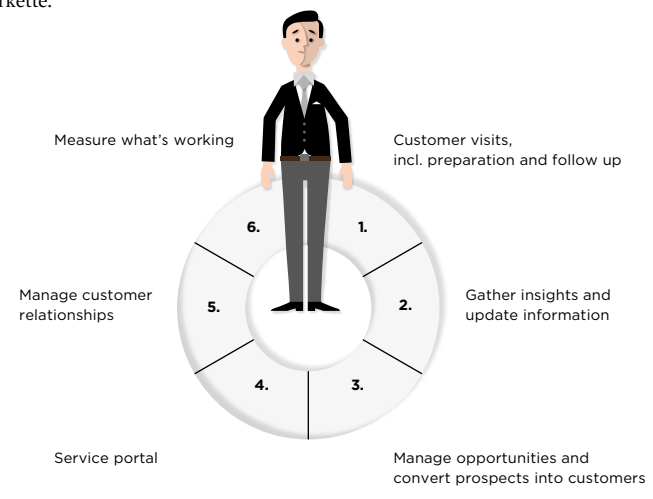 rkette.
Measure what's working
Customer visits,
incl. preparation and follow up
6.
1.
Manage customer
relationships
5.
2.
Gather insights and
update information
4.
3.
Service portal
Manage opportunities and
convert prospects into customers